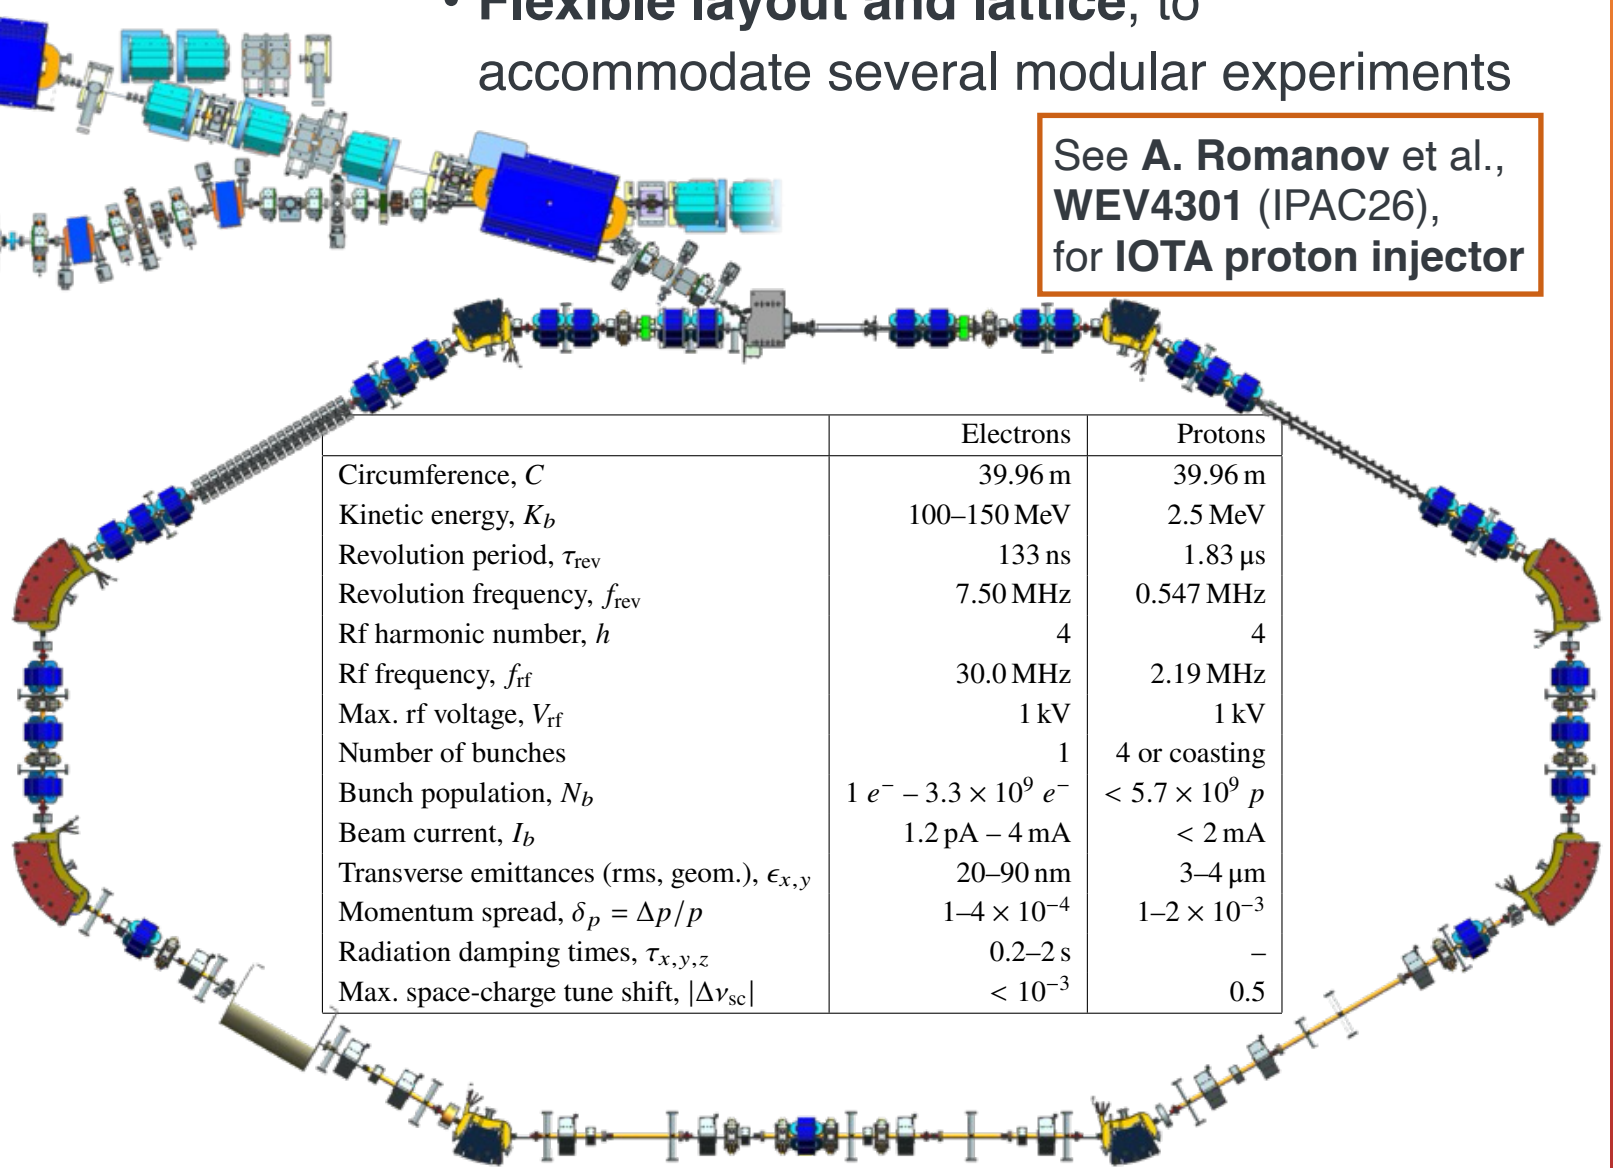 • Flexible layout and lattice, to
accommodate several modular experiments
See A. Romanov et al.,
WEV4301 (IPAC26),
for IOTA proton injector
Electrons Protons
Circumference, C 39.96 m 39.96 m
Kinetic energy, K_b 100–150 MeV 2.5 MeV
Revolution period, τ_rev 133 ns 1.83 μs
Revolution frequency, f_rev 7.50 MHz 0.547 MHz
Rf harmonic number, h 4 4
Rf frequency, f_rf 30.0 MHz 2.19 MHz
Max. rf voltage, V_rf 1 kV 1 kV
Number of bunches 1 4 or coasting
Bunch population, N_b 1 e⁻ – 3.3 × 10⁹ e⁻ < 5.7 × 10⁹ p
Beam current, I_b 1.2 pA – 4 mA < 2 mA
Transverse emittances (rms, geom.), ϵ_x,y 20–90 nm 3–4 μm
Momentum spread, δ_p = Δp/p 1–4 × 10⁻⁴ 1–2 × 10⁻³
Radiation damping times, τ_x,y,z 0.2–2 s –
Max. space-charge tune shift, |Δν_sc| < 10⁻³ 0.5